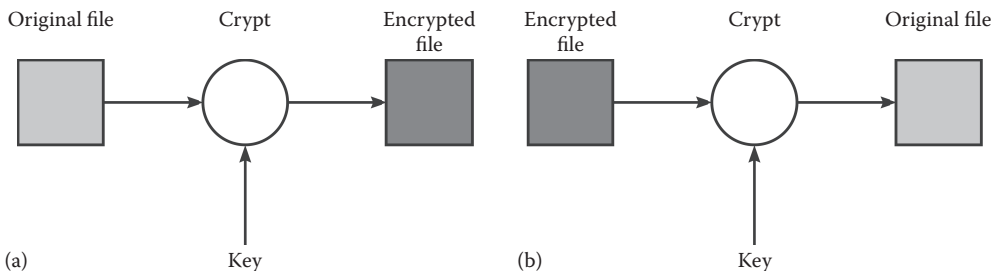 Original file
Crypt
Encrypted
file
(a)
Key
Encrypted
file
Crypt
Original file
(b)
Key